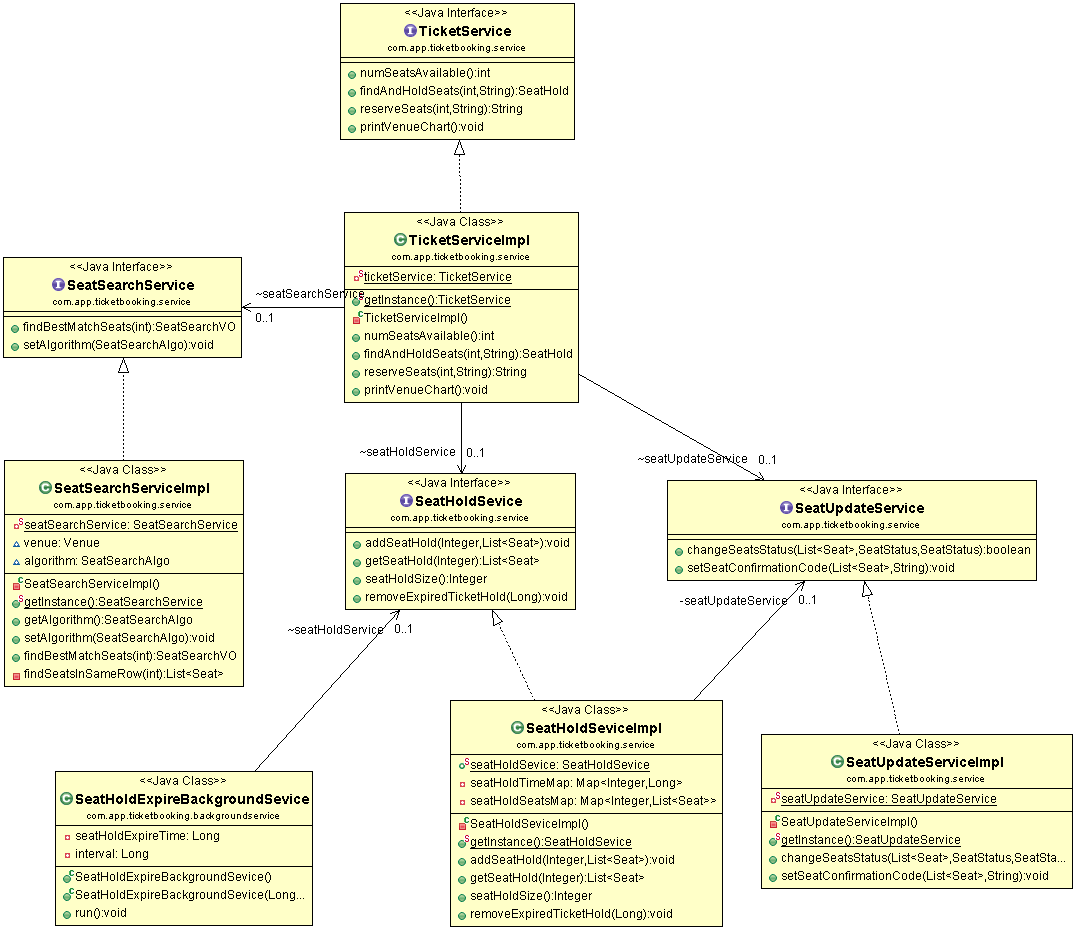 <<Java Interface>>
TicketService
com.app.ticketbooking.service
numSeatsAvailable():int
findAndHoldSeats(int,String):SeatHold
reserveSeats(int,String):String
printVenueChart():void
<<Java Class>>
TicketServiceImpl
com.app.ticketbooking.service
ticketService: TicketService
getInstance():TicketService
TicketServiceImpl()
numSeatsAvailable():int
findAndHoldSeats(int,String):SeatHold
reserveSeats(int,String):String
printVenueChart():void
<<Java Interface>>
SeatSearchService
com.app.ticketbooking.service
findBestMatchSeats(int):SeatSearchVO
setAlgorithm(SeatSearchAlgo):void
~seatSearchService
0..1
~seatHoldService
0..1
~seatUpdateService
0..1
<<Java Class>>
SeatSearchServiceImpl
com.app.ticketbooking.service
seatSearchService: SeatSearchService
venue: Venue
algorithm: SeatSearchAlgo
SeatSearchServiceImpl()
getInstance():SeatSearchService
getAlgorithm():SeatSearchAlgo
setAlgorithm(SeatSearchAlgo):void
findBestMatchSeats(int):SeatSearchVO
findSeatsInSameRow(int):List<Seat>
<<Java Interface>>
SeatHoldSevice
com.app.ticketbooking.service
addSeatHold(Integer,List<Seat>):void
getSeatHold(Integer):List<Seat>
seatHoldSize():Integer
removeExpiredTicketHold(Long):void
<<Java Interface>>
SeatUpdateService
com.app.ticketbooking.service
changeSeatsStatus(List<Seat>,SeatStatus,SeatStatus):boolean
setSeatConfirmationCode(List<Seat>,String):void
~seatHoldService
0..1
-seatUpdateService
0..1
<<Java Class>>
SeatHoldExpireBackgroundSevice
com.app.ticketbooking.backgroundservice
seatHoldExpireTime: Long
interval: Long
SeatHoldExpireBackgroundSevice()
SeatHoldExpireBackgroundSevice(Long...
run():void
<<Java Class>>
SeatHoldSeviceImpl
com.app.ticketbooking.service
seatHoldSevice: SeatHoldSevice
seatHoldTimeMap: Map<Integer,Long>
seatHoldSeatsMap: Map<Integer,List<Seat>>
SeatHoldSeviceImpl()
getInstance():SeatHoldSevice
addSeatHold(Integer,List<Seat>):void
getSeatHold(Integer):List<Seat>
seatHoldSize():Integer
removeExpiredTicketHold(Long):void
<<Java Class>>
SeatUpdateServiceImpl
com.app.ticketbooking.service
seatUpdateService: SeatUpdateService
SeatUpdateServiceImpl()
getInstance():SeatUpdateService
changeSeatsStatus(List<Seat>,SeatStatus,SeatSta...
setSeatConfirmationCode(List<Seat>,String):void